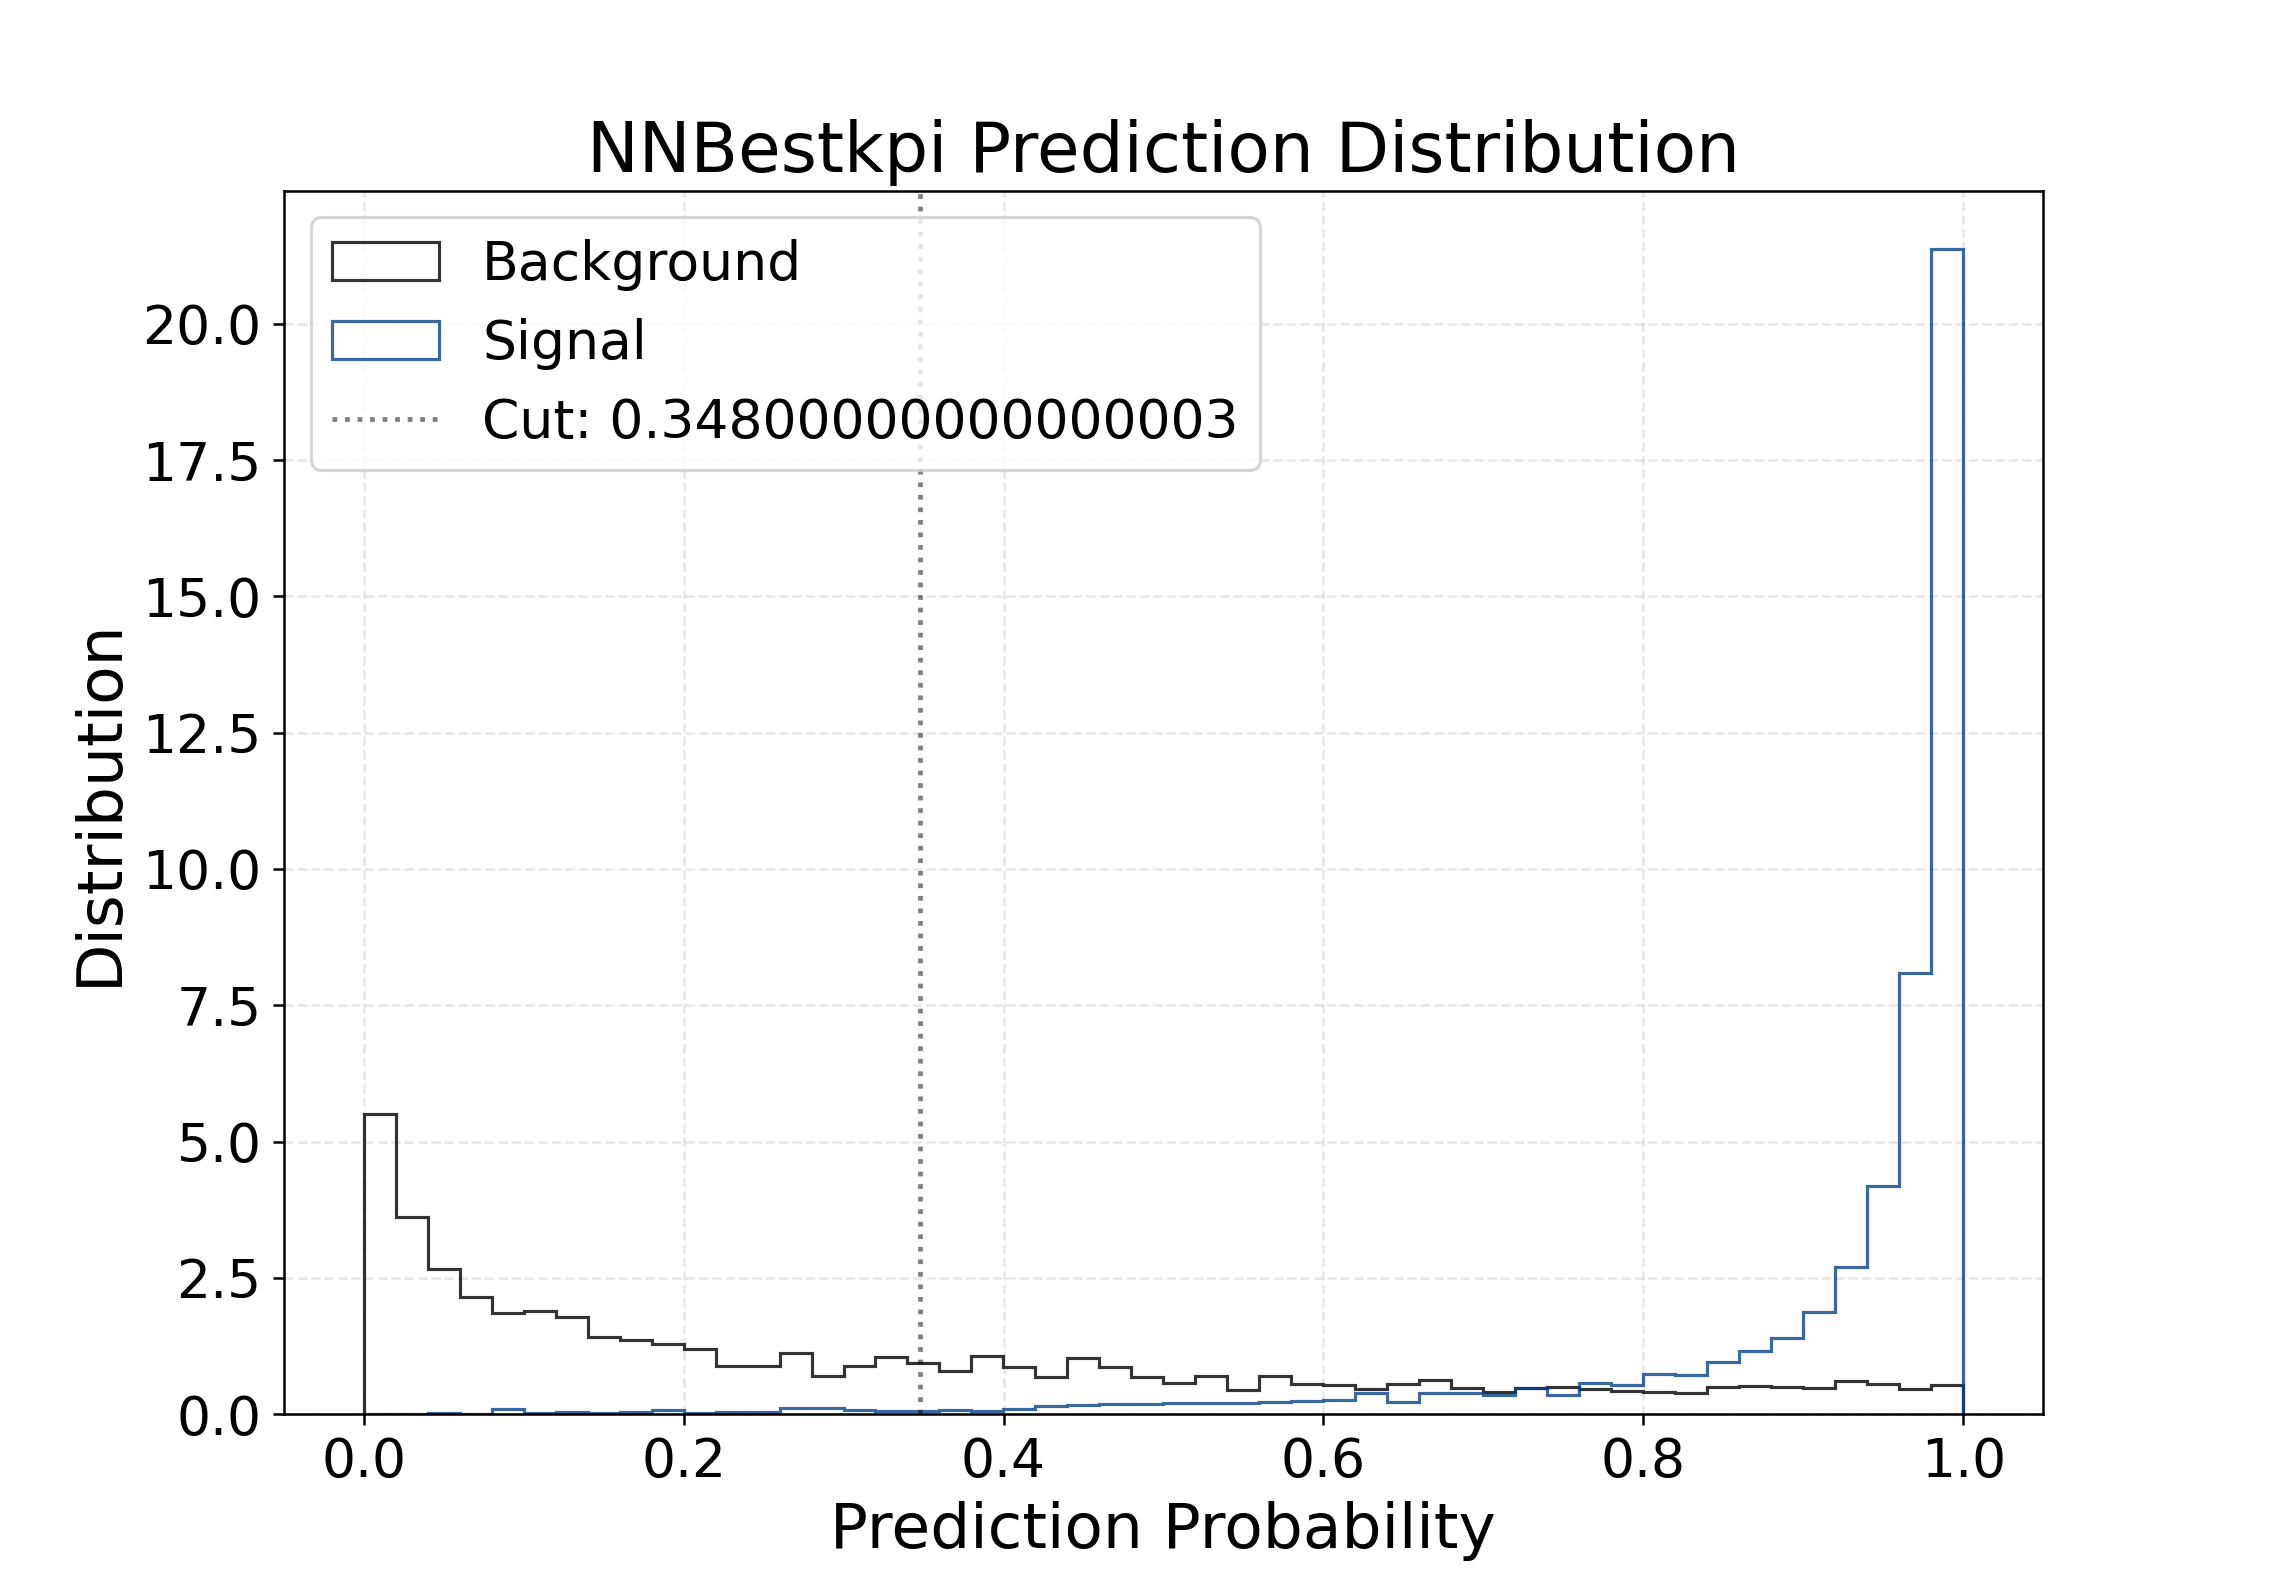 NNBestkpi Prediction Distribution
Background
Signal
Cut: 0.348000000000000003
Distribution
20.0
17.5
15.0
12.5
10.0
7.5
5.0
2.5
0.0
0.0 0.2 0.4 0.6 0.8 1.0
Prediction Probability